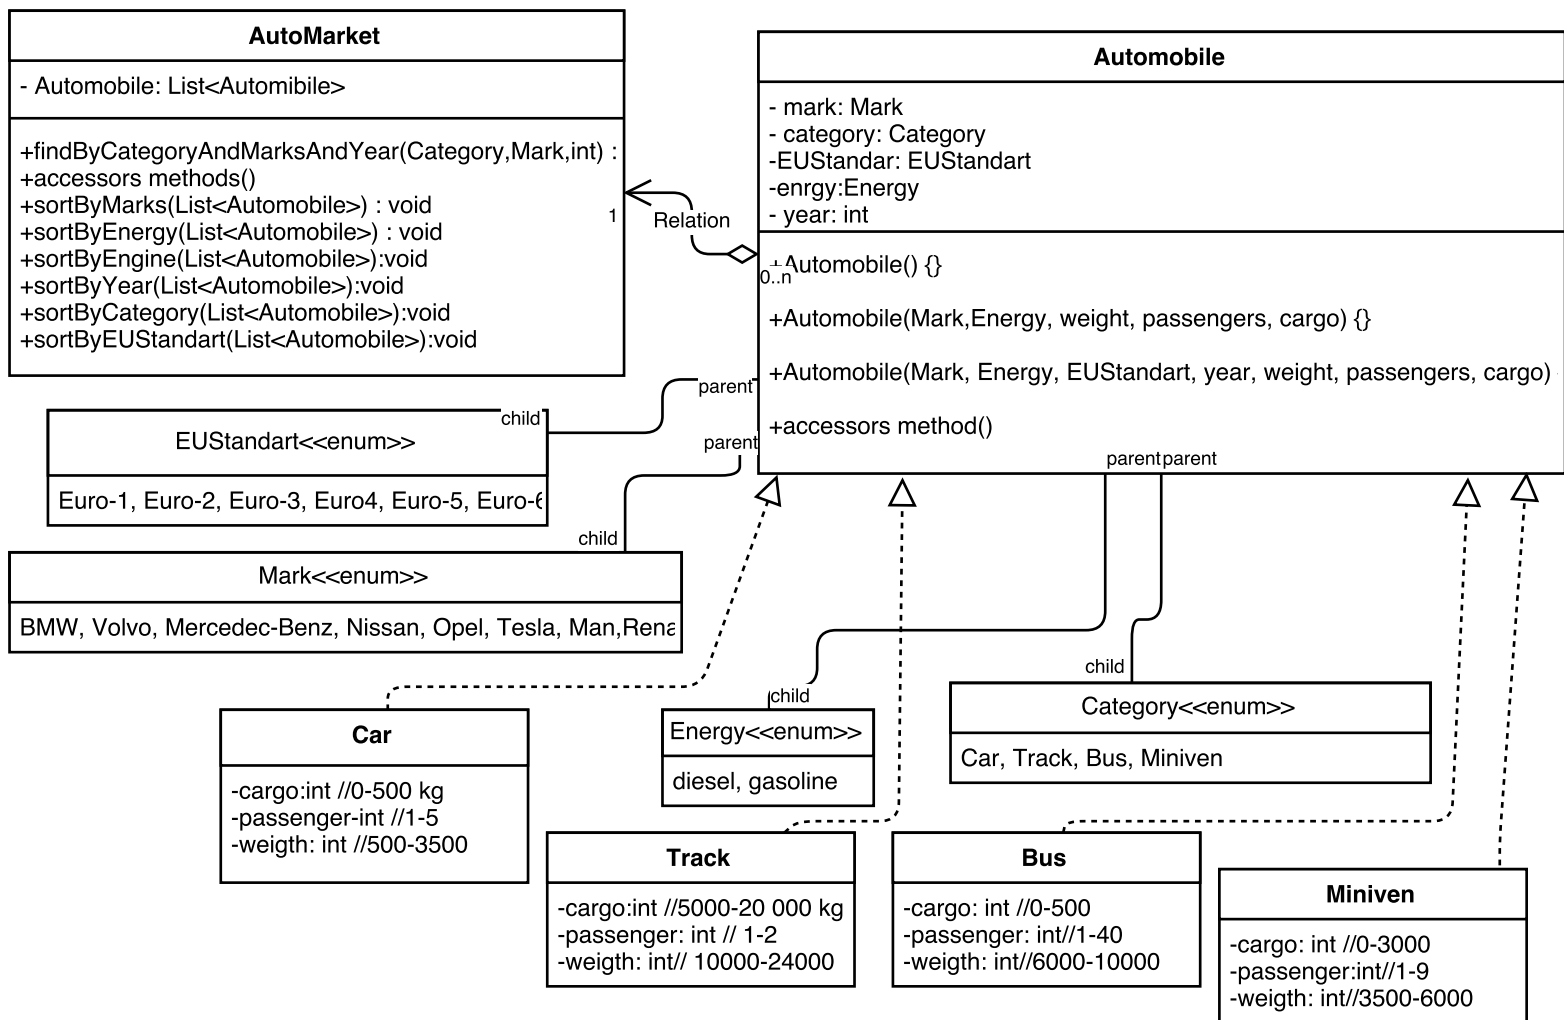 AutoMarket
- Automobile: List<Automibile>
+findByCategoryAndMarksAndYear(Category,Mark,int) :
+accessors methods()
+sortByMarks(List<Automobile>) : void
+sortByEnergy(List<Automobile>) : void
+sortByEngine(List<Automobile>):void
+sortByYear(List<Automobile>):void
+sortByCategory(List<Automobile>):void
+sortByEUStandart(List<Automobile>):void
1
Relation
0..n
Automobile
- mark: Mark
- category: Category
-EUStandar: EUStandart
-enrgy:Energy
- year: int
+Automobile() {}
+Automobile(Mark,Energy, weight, passengers, cargo) {}
+Automobile(Mark, Energy, EUStandart, year, weight, passengers, cargo)
+accessors method()
parent
child
EUStandart<<enum>>
Euro-1, Euro-2, Euro-3, Euro4, Euro-5, Euro-6
parent
child
Mark<<enum>>
BMW, Volvo, Mercedec-Benz, Nissan, Opel, Tesla, Man,Rena
parent
parent
child
Energy<<enum>>
diesel, gasoline
child
Category<<enum>>
Car, Track, Bus, Miniven
Car
-cargo:int //0-500 kg
-passenger-int //1-5
-weigth: int //500-3500
Track
-cargo:int //5000-20 000 kg
-passenger: int // 1-2
-weigth: int// 10000-24000
Bus
-cargo: int //0-500
-passenger: int//1-40
-weigth: int//6000-10000
Miniven
-cargo: int //0-3000
-passenger:int//1-9
-weigth: int//3500-6000